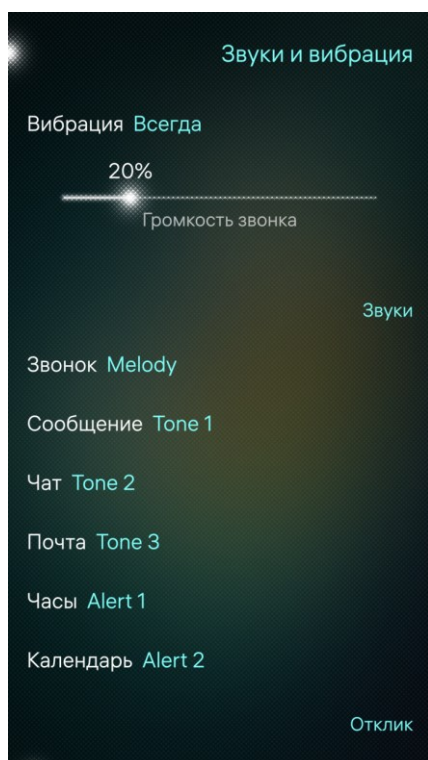 Звуки и вибрация
Вибрация Всегда
20%
Громкость звонка
Звуки
Звонок Melody
Сообщение Tone 1
Чат Tone 2
Почта Tone 3
Часы Alert 1
Календарь Alert 2
Отклик